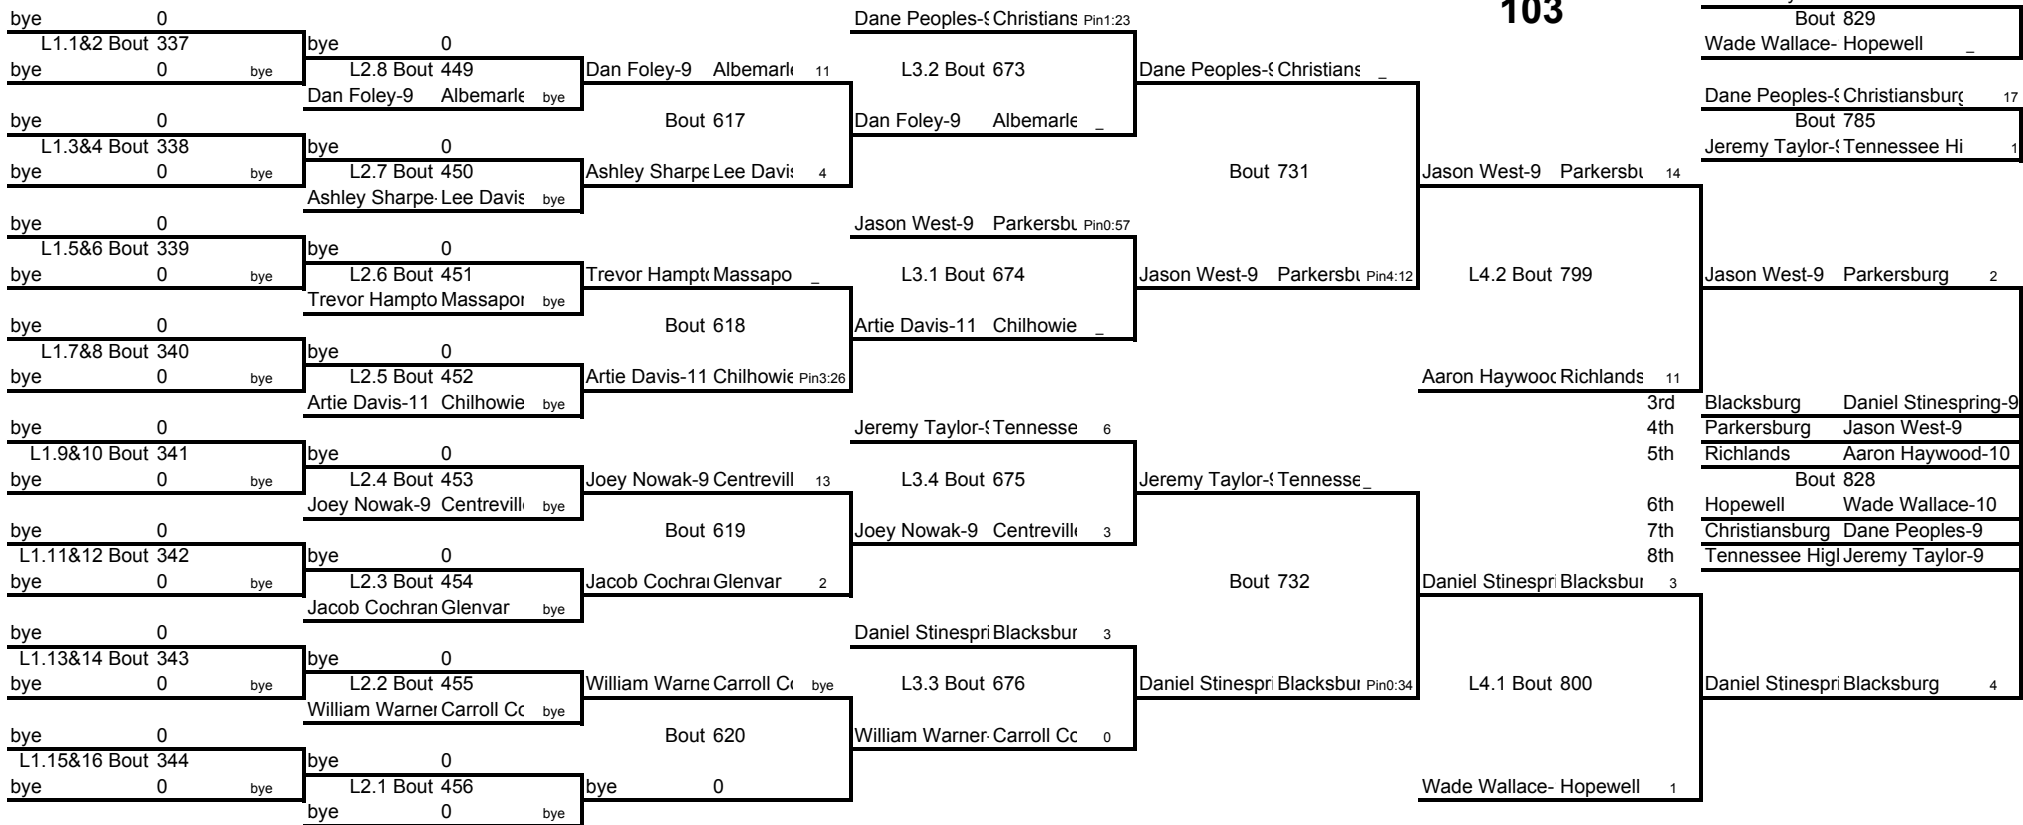 103
bye 0
L1.1&2 Bout 337
bye 0 bye
bye 0
L1.3&4 Bout 338
bye 0 bye
bye 0
L1.5&6 Bout 339
bye 0 bye
bye 0
L1.7&8 Bout 340
bye 0 bye
bye 0
L1.9&10 Bout 341
bye 0 bye
bye 0
L1.11&12 Bout 342
bye 0 bye
bye 0
L1.13&14 Bout 343
bye 0 bye
bye 0
L1.15&16 Bout 344
bye 0 bye
bye 0
L2.8 Bout 449
Dan Foley-9 Albemarle bye
bye 0
L2.7 Bout 450
Ashley Sharpe- Lee Davis bye
bye 0
L2.6 Bout 451
Trevor Hampto Massapor bye
bye 0
L2.5 Bout 452
Artie Davis-11 Chilhowie bye
bye 0
L2.4 Bout 453
Joey Nowak-9 Centreville bye
bye 0
L2.3 Bout 454
Jacob Cochran Glenvar bye
bye 0
L2.2 Bout 455
William Warner Carroll Co bye
bye 0
L2.1 Bout 456
bye 0 bye
Dan Foley-9 Albemarle 11
Bout 617
Ashley Sharpe Lee Davis 4
Trevor Hampto Massapo _
Bout 618
Artie Davis-11 Chilhowie Pin3:26
Joey Nowak-9 Centrevill 13
Bout 619
Jacob Cochran Glenvar 2
William Warne Carroll Co bye
Bout 620
bye 0
Dane Peoples-9 Christians Pin1:23
L3.2 Bout 673
Dan Foley-9 Albemarle _
Jason West-9 Parkersbu Pin0:57
L3.1 Bout 674
Artie Davis-11 Chilhowie _
Jeremy Taylor-9 Tennesse 6
L3.4 Bout 675
Joey Nowak-9 Centreville 3
Daniel Stinespri Blacksbur 3
L3.3 Bout 676
William Warner- Carroll Co 0
Dane Peoples-9 Christians _
Bout 731
Jason West-9 Parkersbu Pin4:12
Jeremy Taylor-9 Tennesse _
Bout 732
Daniel Stinespri Blacksbur Pin0:34
Jason West-9 Parkersbu 14
L4.2 Bout 799
Aaron Haywood Richlands 11
Daniel Stinespri Blacksbur 3
L4.1 Bout 800
Wade Wallace- Hopewell 1
Bout 829
Wade Wallace- Hopewell _
Dane Peoples-9 Christiansburg 17
Bout 785
Jeremy Taylor-9 Tennessee Hi 1
Jason West-9 Parkersburg 2
3rd Blacksburg Daniel Stinespring-9
4th Parkersburg Jason West-9
5th Richlands Aaron Haywood-10
Bout 828
6th Hopewell Wade Wallace-10
7th Christiansburg Dane Peoples-9
8th Tennessee High Jeremy Taylor-9
Daniel Stinespri Blacksburg 4